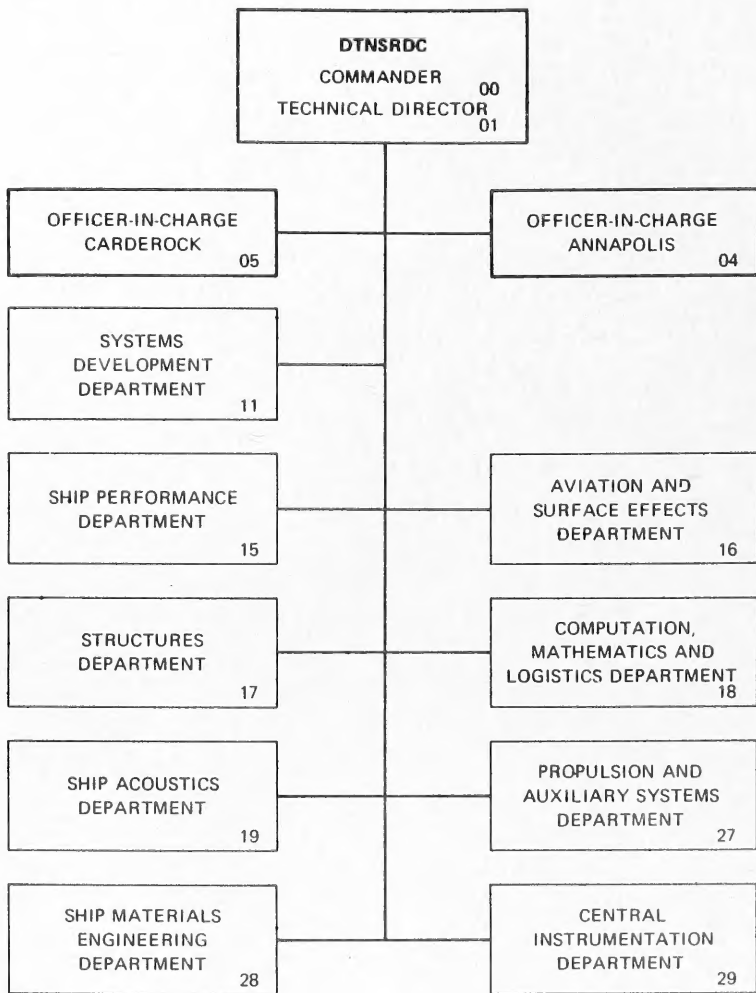 DTNSRDC
COMMANDER
00
TECHNICAL DIRECTOR
01
OFFICER-IN-CHARGE
CARDEROCK
05
OFFICER-IN-CHARGE
ANNAPOLIS
04
SYSTEMS
DEVELOPMENT
DEPARTMENT
11
SHIP PERFORMANCE
DEPARTMENT
15
AVIATION AND
SURFACE EFFECTS
DEPARTMENT
16
STRUCTURES
DEPARTMENT
17
COMPUTATION,
MATHEMATICS AND
LOGISTICS DEPARTMENT
18
SHIP ACOUSTICS
DEPARTMENT
19
PROPULSION AND
AUXILIARY SYSTEMS
DEPARTMENT
27
SHIP MATERIALS
ENGINEERING
DEPARTMENT
28
CENTRAL
INSTRUMENTATION
DEPARTMENT
29